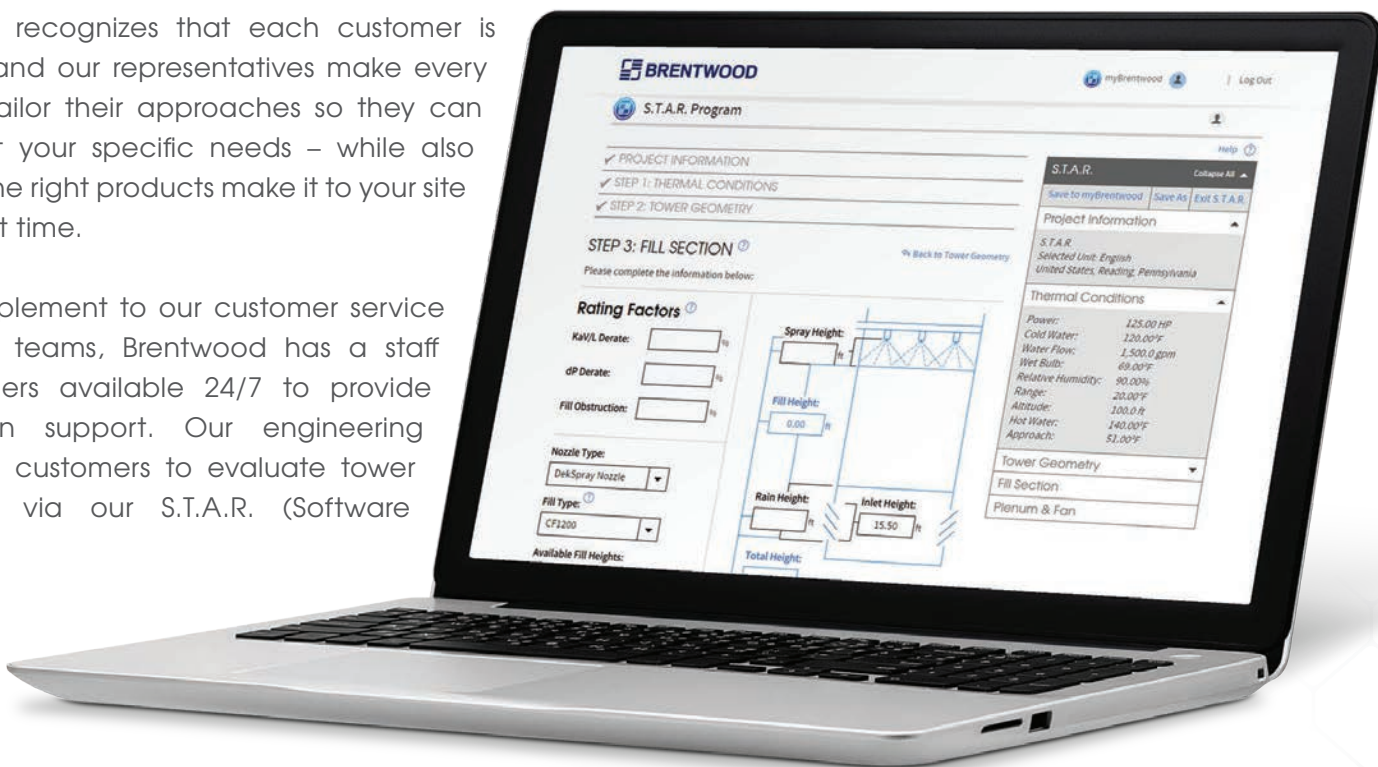 recognizes that each customer is
and our representatives make every
ailor their approaches so they can
your specific needs – while also
he right products make it to your site
t time.
plement to our customer service
teams, Brentwood has a staff
ers available 24/7 to provide
n support. Our engineering
customers to evaluate tower
via our S.T.A.R. (Software
BRENTWOOD
myBrentwood | Log Out
S.T.A.R. Program
Help ?
✓ PROJECT INFORMATION
✓ STEP 1: THERMAL CONDITIONS
✓ STEP 2: TOWER GEOMETRY
STEP 3: FILL SECTION ?
Back to Tower Geometry
Please complete the information below:
Rating Factors ?
KaV/L Derate: %
dP Derate: %
Fill Obstruction: %
Nozzle Type:
DekSpray Nozzle
Fill Type: ?
CF1200
Available Fill Heights:
Spray Height:
ft
Fill Height:
0.00 ft
Rain Height:
ft
Inlet Height:
15.50 ft
Total Height:
S.T.A.R. Collapse All
Save to myBrentwood Save As Exit S.T.A.R.
Project Information
S.T.A.R.
Selected Unit: English
United States, Reading, Pennsylvania
Thermal Conditions
Power: 125.00 HP
Cold Water: 120.00°F
Water Flow: 1,500.0 gpm
Wet Bulb: 69.00°F
Relative Humidity: 90.00%
Range: 20.00°F
Altitude: 100.0 ft
Hot Water: 140.00°F
Approach: 51.00°F
Tower Geometry
Fill Section
Plenum & Fan